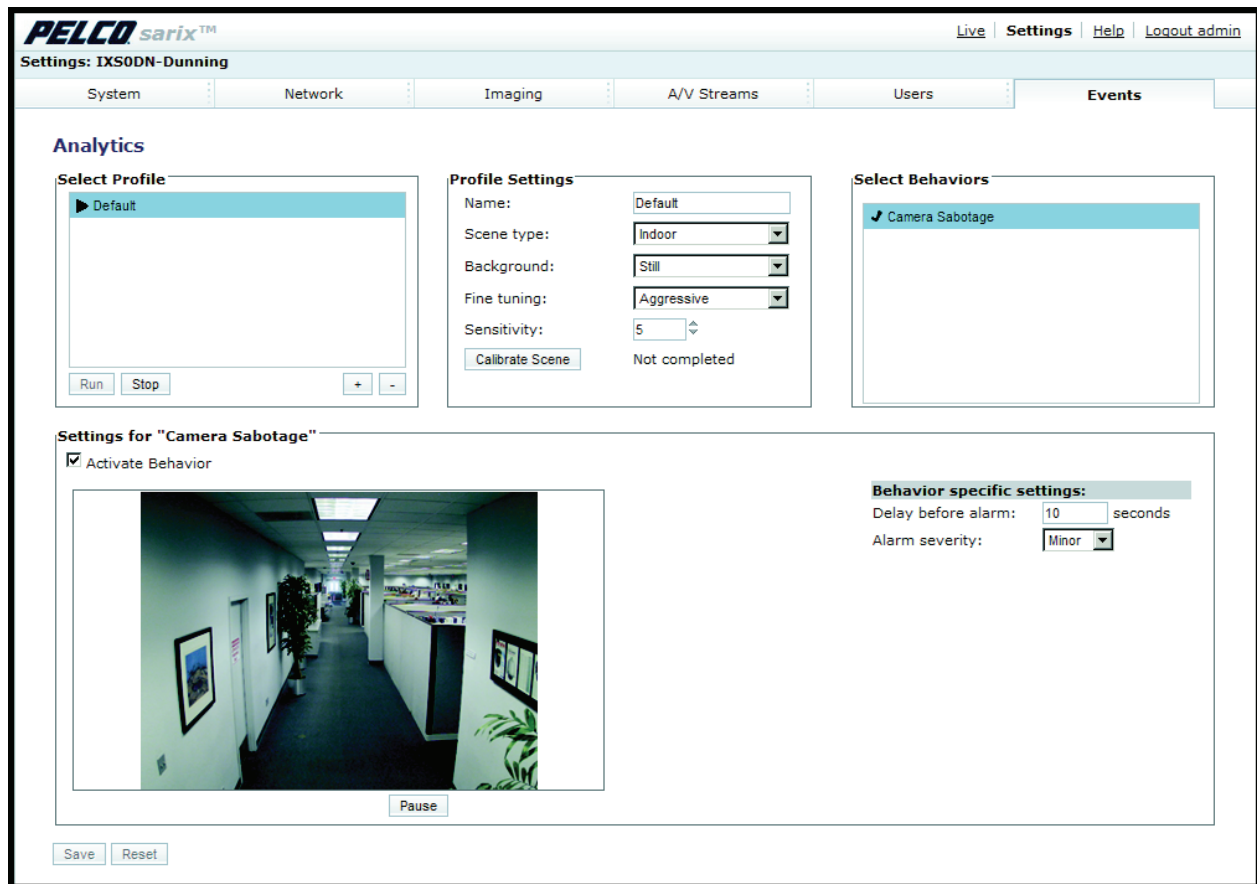 PELCO sarix™
Live | Settings | Help | Logout admin
Settings: IXS0DN-Dunning
System Network Imaging A/V Streams Users Events
Analytics
Select Profile
Default
Run Stop + -
Profile Settings
Name: Default
Scene type: Indoor
Background: Still
Fine tuning: Aggressive
Sensitivity: 5
Calibrate Scene Not completed
Select Behaviors
Camera Sabotage
Settings for "Camera Sabotage"
Activate Behavior
Pause
Behavior specific settings:
Delay before alarm: 10 seconds
Alarm severity: Minor
Save Reset